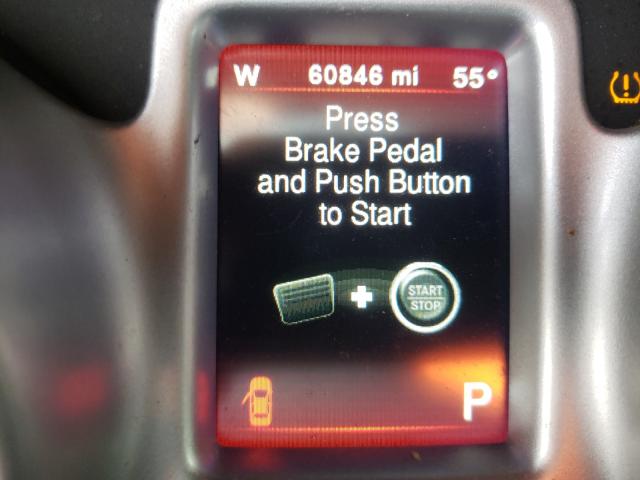 W 60846 mi 55°
Press
Brake Pedal
and Push Button
to Start
START
STOP
P